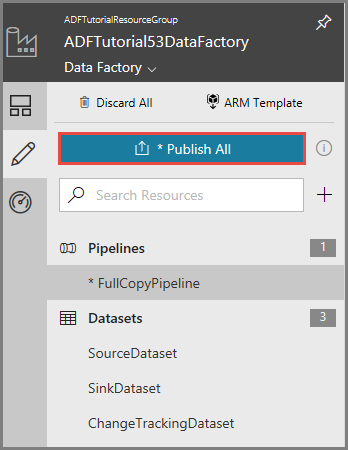 ADFTutorialResourceGroup
ADFTutorial53DataFactory
Data Factory
Discard All
ARM Template
* Publish All
Search Resources
Pipelines 1
* FullCopyPipeline
Datasets 3
SourceDataset
SinkDataset
ChangeTrackingDataset